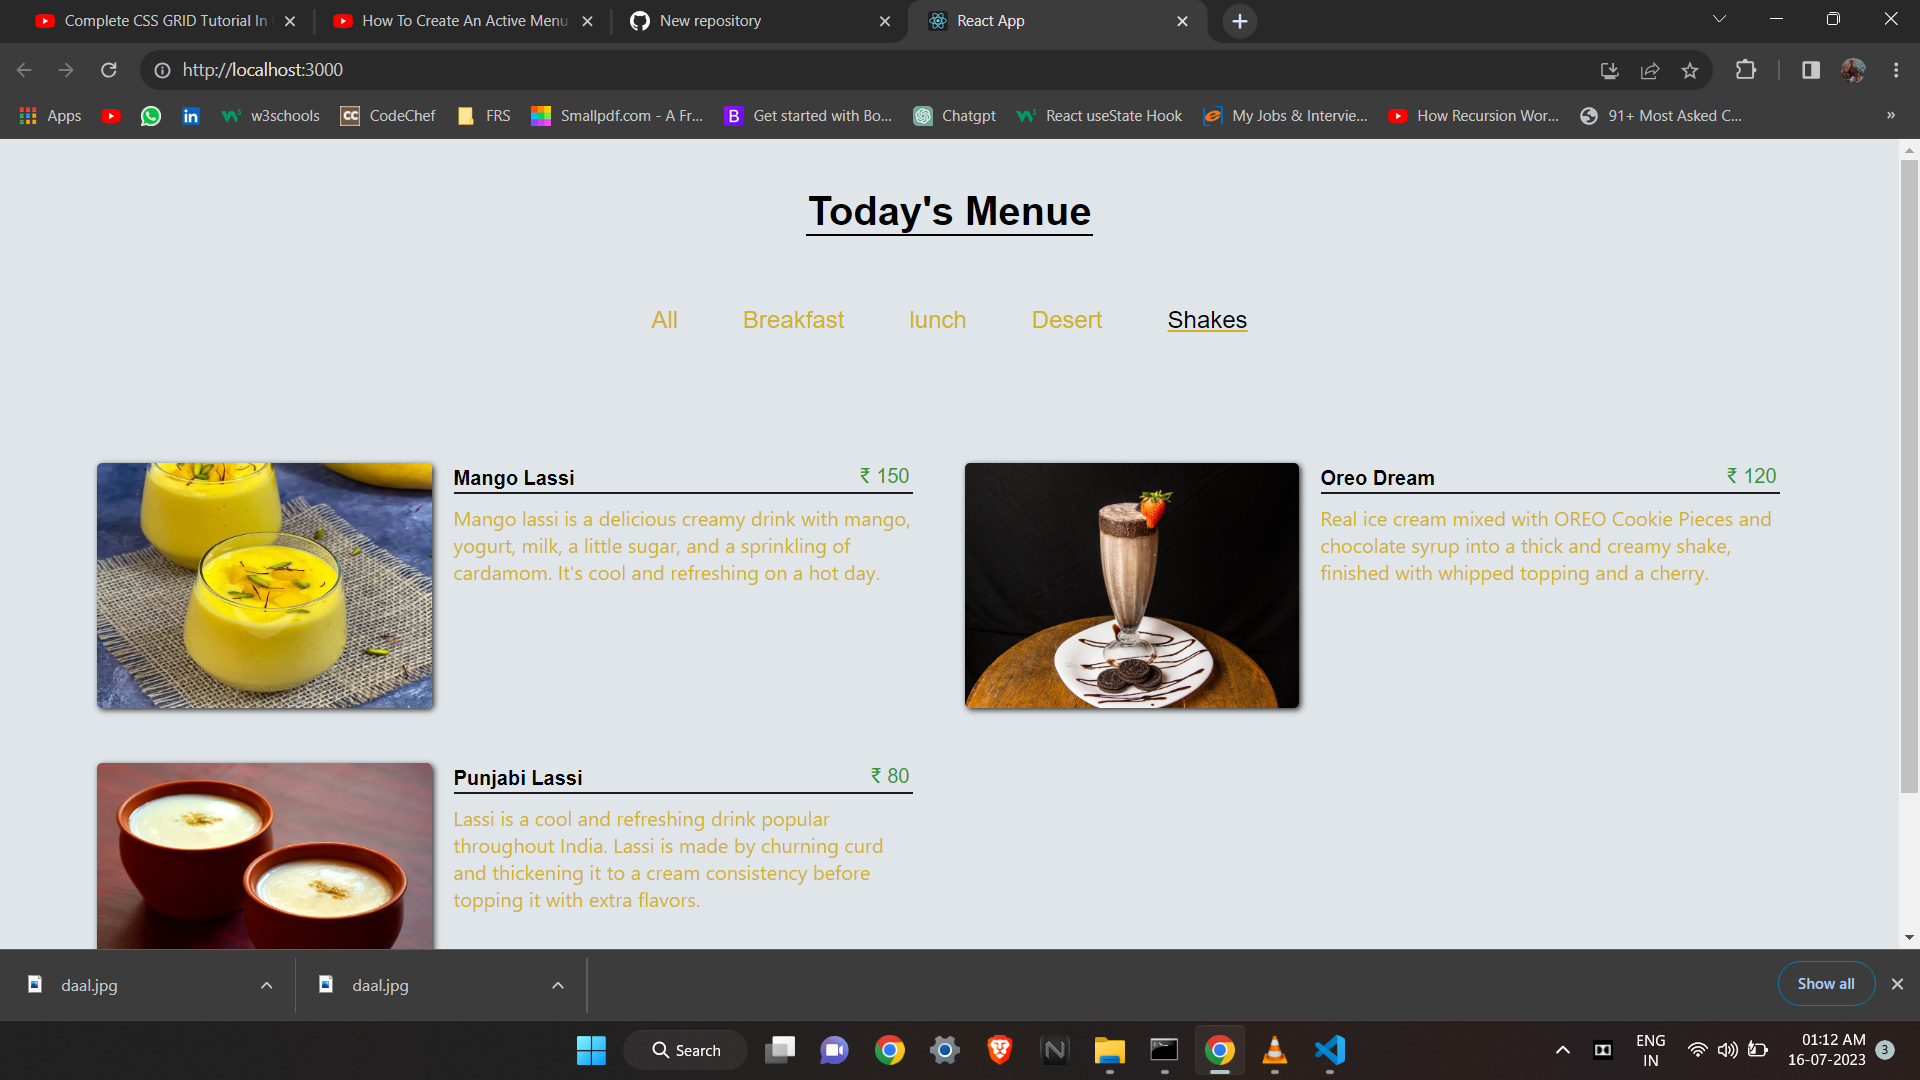 Complete CSS GRID Tutorial In
How To Create An Active Menu
New repository
React App
http://localhost:3000
Apps
w3schools
CodeChef
FRS
Smallpdf.com - A Fr...
Get started with Bo...
Chatgpt
React useState Hook
My Jobs & Intervie...
How Recursion Wor...
91+ Most Asked C...
»
Today's Menue
All
Breakfast
lunch
Desert
Shakes
Mango Lassi
₹ 150
Mango lassi is a delicious creamy drink with mango,
yogurt, milk, a little sugar, and a sprinkling of
cardamom. It's cool and refreshing on a hot day.
Oreo Dream
₹ 120
Real ice cream mixed with OREO Cookie Pieces and
chocolate syrup into a thick and creamy shake,
finished with whipped topping and a cherry.
Punjabi Lassi
₹ 80
Lassi is a cool and refreshing drink popular
throughout India. Lassi is made by churning curd
and thickening it to a cream consistency before
topping it with extra flavors.
daal.jpg
daal.jpg
Show all
Search
ENG
IN
01:12 AM
16-07-2023
3